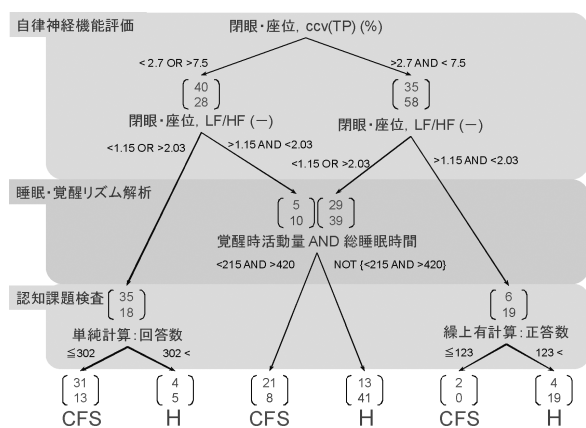 自律神経機能評価
閉眼・座位, ccv(TP) (%)
< 2.7 OR >7.5
>2.7 AND < 7.5
40
28
35
58
閉眼・座位, LF/HF (－)
閉眼・座位, LF/HF (－)
<1.15 OR >2.03
>1.15 AND <2.03
<1.15 OR >2.03
>1.15 AND <2.03
睡眠・覚醒リズム解析
5
10
29
39
覚醒時活動量 AND 総睡眠時間
<215 AND >420
NOT {<215 AND >420}
認知課題検査
35
18
6
19
単純計算：回答数
繰上有計算：正答数
≦302
302 <
≦123
123 <
31
13
4
5
21
8
13
41
2
0
4
19
CFS
H
CFS
H
CFS
H